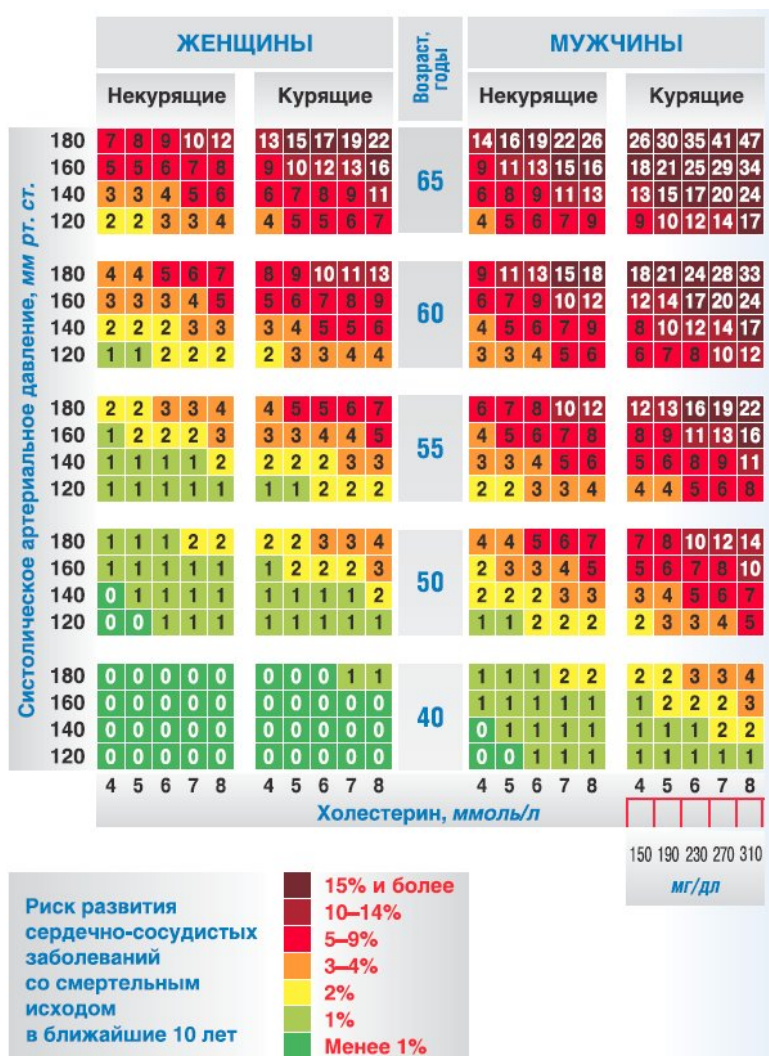 ЖЕНЩИНЫ Возраст, годы МУЖЧИНЫ
Некурящие Курящие Некурящие Курящие
Систолическое артериальное давление, мм рт. ст.
180 7 8 9 10 12 13 15 17 19 22 14 16 19 22 26 26 30 35 41 47
160 5 5 6 7 8 9 10 12 13 16 9 11 13 15 16 18 21 25 29 34
65
140 3 3 4 5 6 6 7 8 9 11 6 8 9 11 13 13 15 17 20 24
120 2 2 3 3 4 4 5 5 6 7 4 5 6 7 9 9 10 12 14 17
180 4 4 5 6 7 8 9 10 11 13 9 11 13 15 18 18 21 24 28 33
160 3 3 3 4 5 5 6 7 8 9 6 7 9 10 12 12 14 17 20 24
60
140 2 2 2 3 3 3 4 5 5 6 4 5 6 7 9 8 10 12 14 17
120 1 1 2 2 2 2 3 3 4 4 3 3 4 5 6 6 7 8 10 12
180 2 2 3 3 4 4 5 5 6 7 6 7 8 10 12 12 13 16 19 22
160 1 2 2 2 3 3 3 4 4 5 4 5 6 7 8 8 9 11 13 16
55
140 1 1 1 1 2 2 2 2 3 3 3 3 4 5 6 5 6 8 9 11
120 1 1 1 1 1 1 1 2 2 2 2 2 3 3 4 4 4 5 6 8
180 1 1 1 2 2 2 2 3 3 4 4 4 5 6 7 7 8 10 12 14
160 1 1 1 1 1 1 2 2 2 3 2 3 3 4 5 5 6 7 8 10
50
140 0 1 1 1 1 1 1 1 1 2 2 2 2 3 3 3 4 5 6 7
120 0 0 1 1 1 1 1 1 1 1 1 1 2 2 2 2 3 3 4 5
180 0 0 0 0 0 0 0 0 1 1 1 1 1 2 2 2 2 3 3 4
160 0 0 0 0 0 0 0 0 0 0 1 1 1 1 1 1 2 2 2 3
40
140 0 0 0 0 0 0 0 0 0 0 0 1 1 1 1 1 1 1 2 2
120 0 0 0 0 0 0 0 0 0 0 0 0 1 1 1 1 1 1 1 1
4 5 6 7 8 4 5 6 7 8 4 5 6 7 8 4 5 6 7 8
Холестерин, ммоль/л
150 190 230 270 310
мг/дл
Риск развития
сердечно-сосудистых
заболеваний
со смертельным
исходом
в ближайшие 10 лет
15% и более
10–14%
5–9%
3–4%
2%
1%
Менее 1%